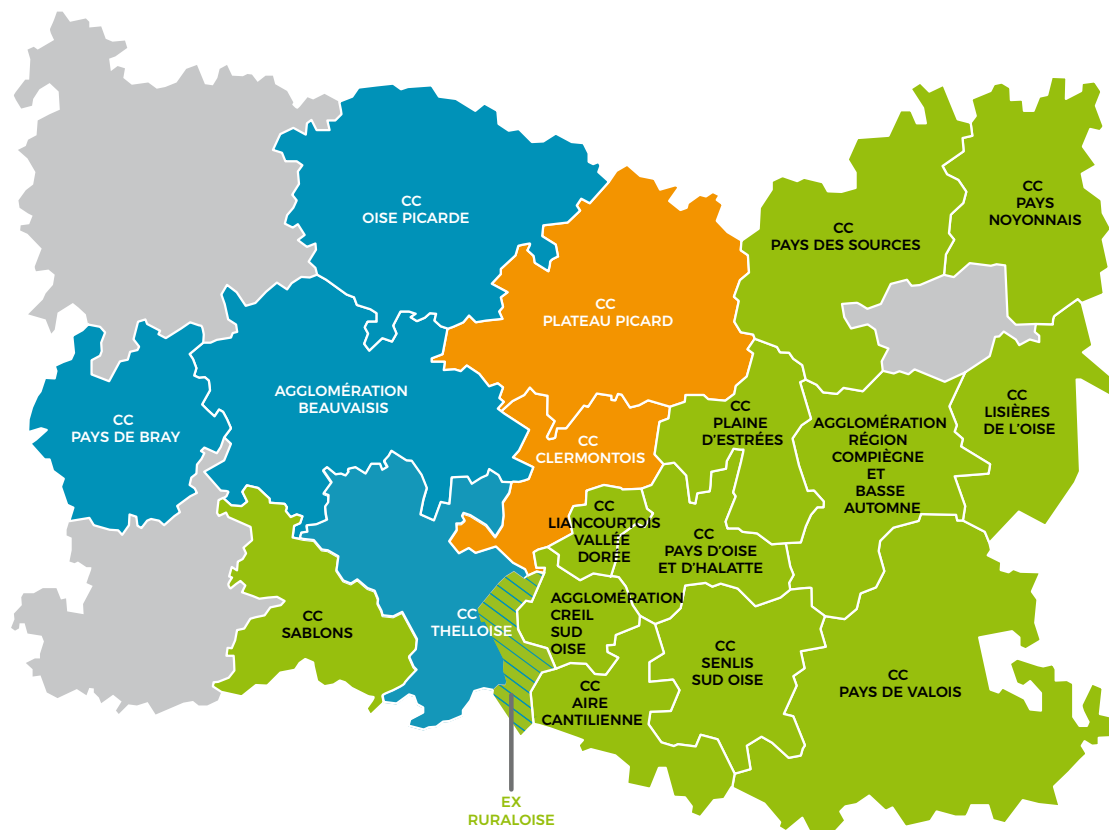 CC
OISE PICARDE
CC
PAYS
NOYONNAIS
CC
PAYS DES SOURCES
CC
PLATEAU PICARD
AGGLOMÉRATION
BEAUVAISIS
CC
PAYS DE BRAY
CC
PLAINE
D'ESTRÉES
AGGLOMÉRATION
RÉGION
COMPIÈGNE
ET
BASSE
AUTOMNE
CC
LISIÈRES
DE L'OISE
CC
CLERMONTOIS
CC
LIANCOURTOIS
VALLÉE
DORÉE
CC
PAYS D'OISE
ET D'HALATTE
CC
SABLONS
CC
THELLOISE
AGGLOMÉRATION
CREIL
SUD
OISE
CC
SENLIS
SUD OISE
CC
PAYS DE VALOIS
CC
AIRE
CANTILIENNE
EX
RURALOISE